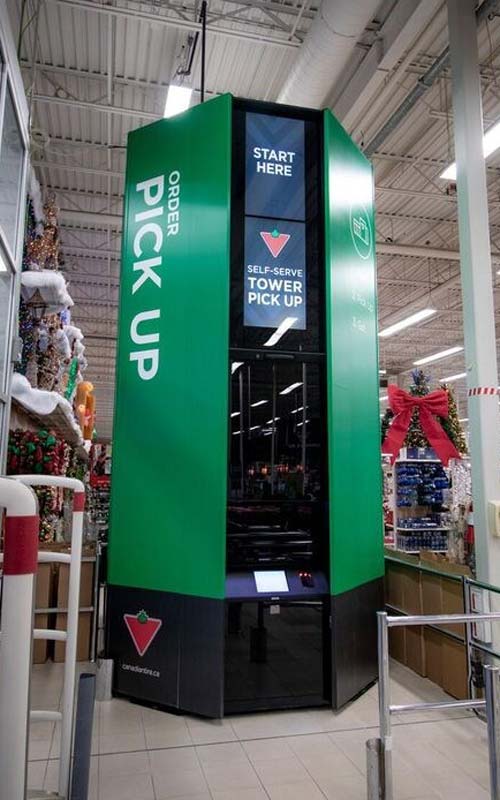 START
HERE
SELF-SERVE
TOWER
PICK UP
ORDER
PICK UP
canadiantire.ca